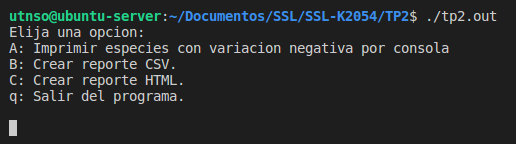 utnso@ubuntu-server:~/Documentos/SSL/SSL-K2054/TP2$ ./tp2.out
Elija una opcion:
A: Imprimir especies con variacion negativa por consola
B: Crear reporte CSV.
C: Crear reporte HTML.
q: Salir del programa.